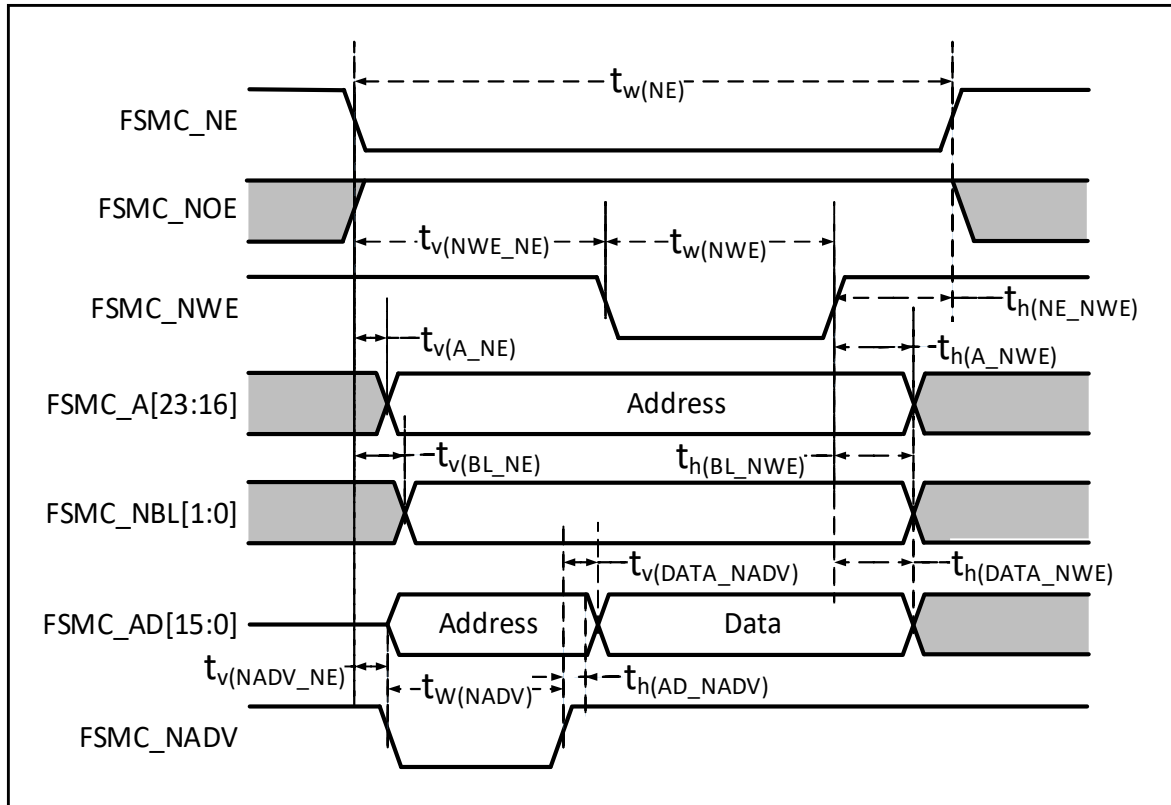 t_w(NE)
FSMC_NE
FSMC_NOE
t_v(NWE_NE) t_w(NWE)
FSMC_NWE
t_h(NE_NWE)
t_v(A_NE) t_h(A_NWE)
FSMC_A[23:16] Address
t_v(BL_NE) t_h(BL_NWE)
FSMC_NBL[1:0]
t_v(DATA_NADV) t_h(DATA_NWE)
FSMC_AD[15:0] Address Data
t_v(NADV_NE) t_W(NADV) t_h(AD_NADV)
FSMC_NADV